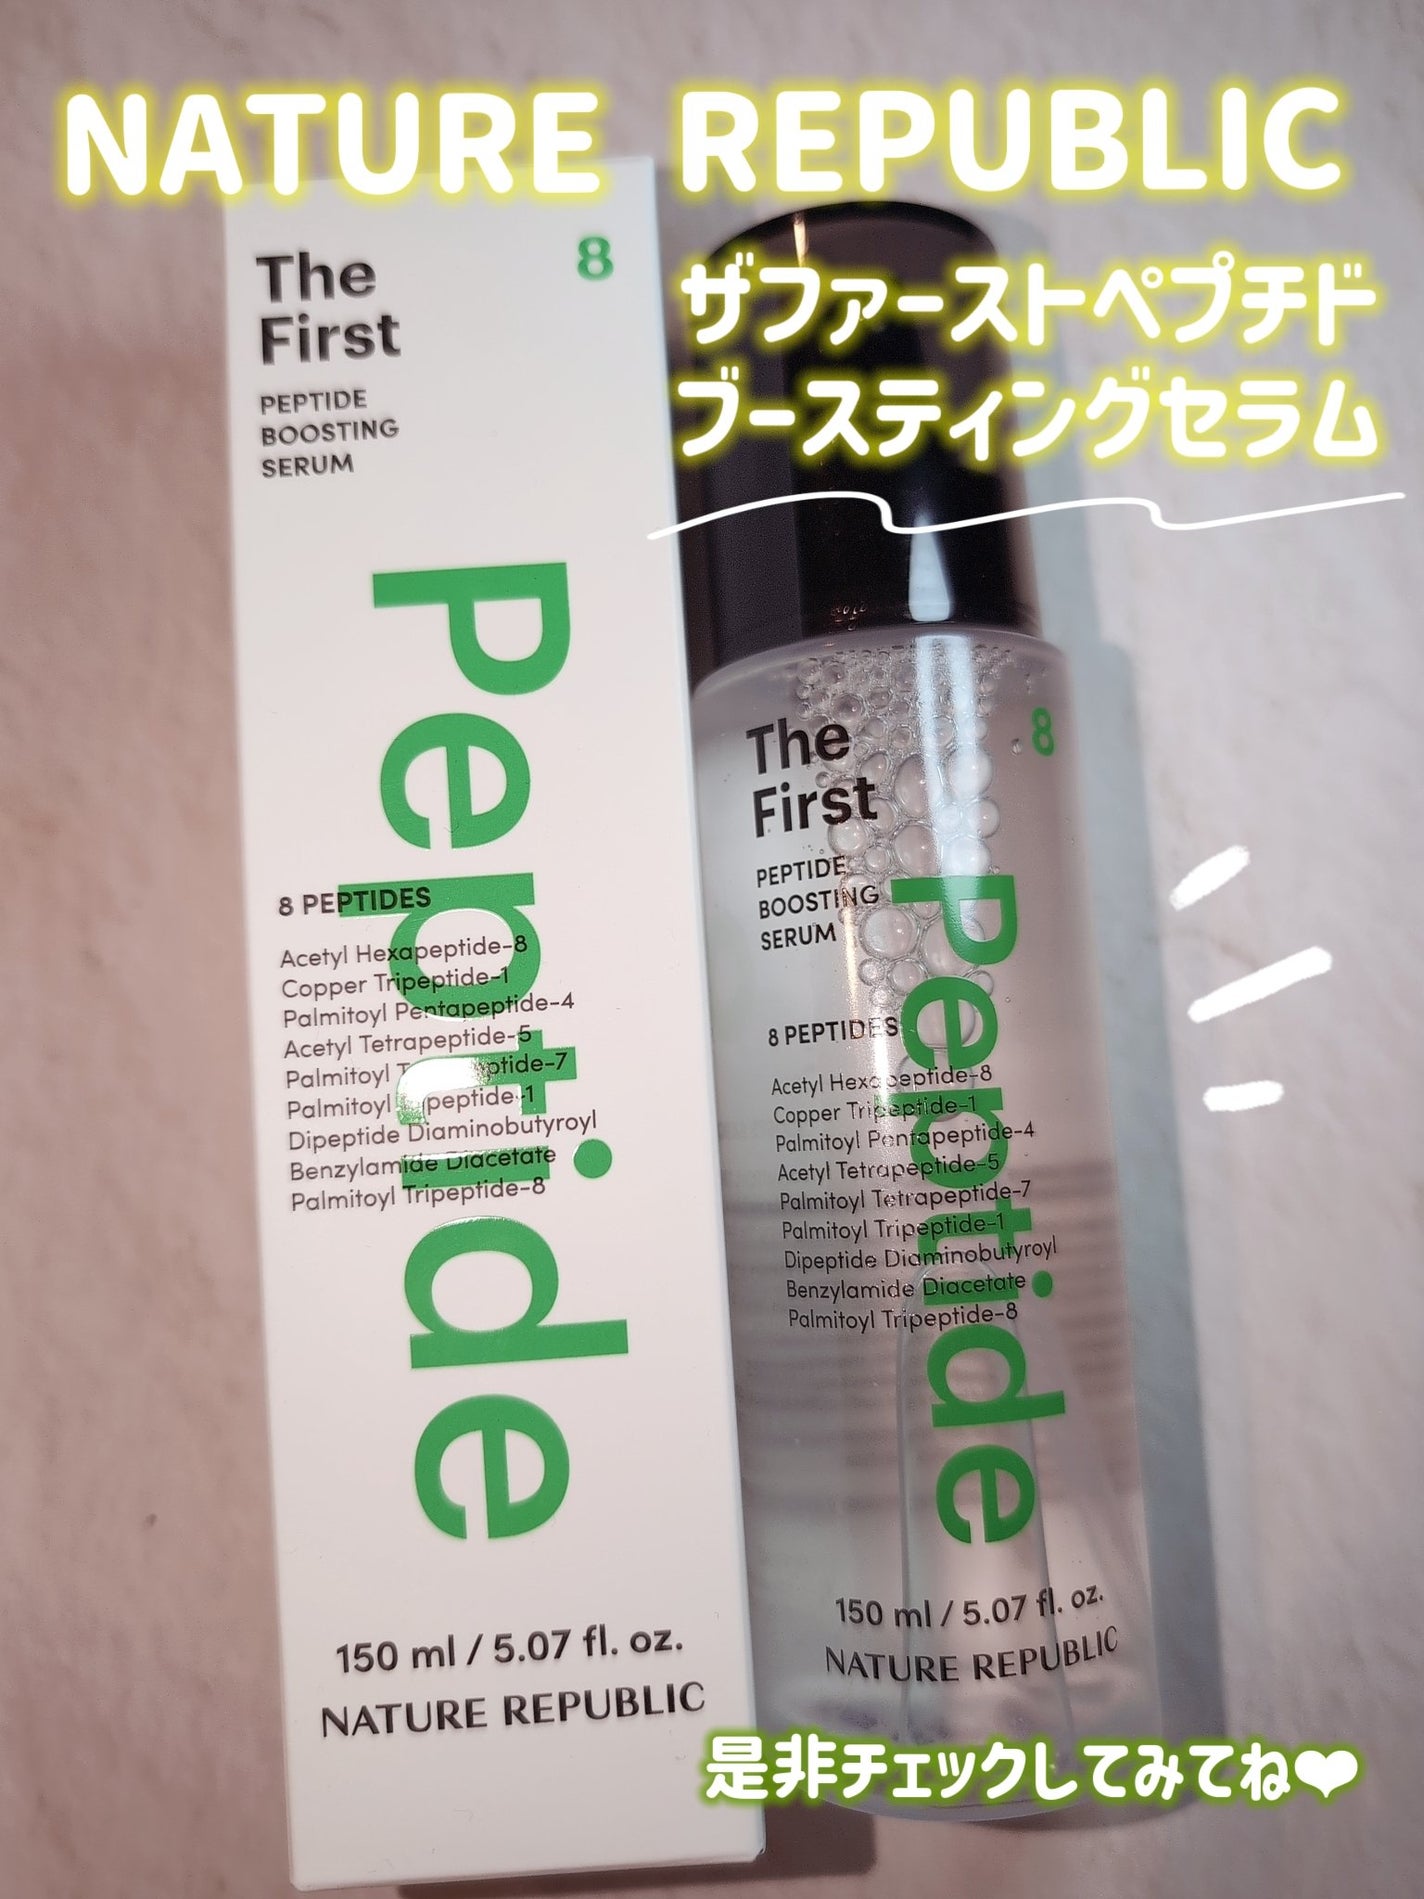 NATURE REPUBLIC
ザファーストペプチド
ブースティングセラム
The
First
8
PEPTIDE
BOOSTING
SERUM
Peptide
8 PEPTIDES
Acetyl Hexapeptide-8
Copper Tripeptide-1
Palmitoyl Pentapeptide-4
Acetyl Tetrapeptide-5
Palmitoyl T ptide-7
Palmitoyl peptide-1
Dipeptide Diaminobutyroyl
Benzylamide Diacetate
Palmitoyl Tripeptide-8
150 ml / 5.07 fl. oz.
NATURE REPUBLIC
The
First
8
PEPTIDE
BOOSTING
SERUM
Peptide
8 PEPTIDES
Acetyl Hexapeptide-8
Copper Tripeptide-1
Palmitoyl Pentapeptide-4
Acetyl Tetrapeptide-5
Palmitoyl Tetrapeptide-7
Palmitoyl Tripeptide-1
Dipeptide Diaminobutyroyl
Benzylamide Diacetate
Palmitoyl Tripeptide-8
150 ml / 5.07 fl. oz.
NATURE REPUBLIC
是非チェックしてみてね❤